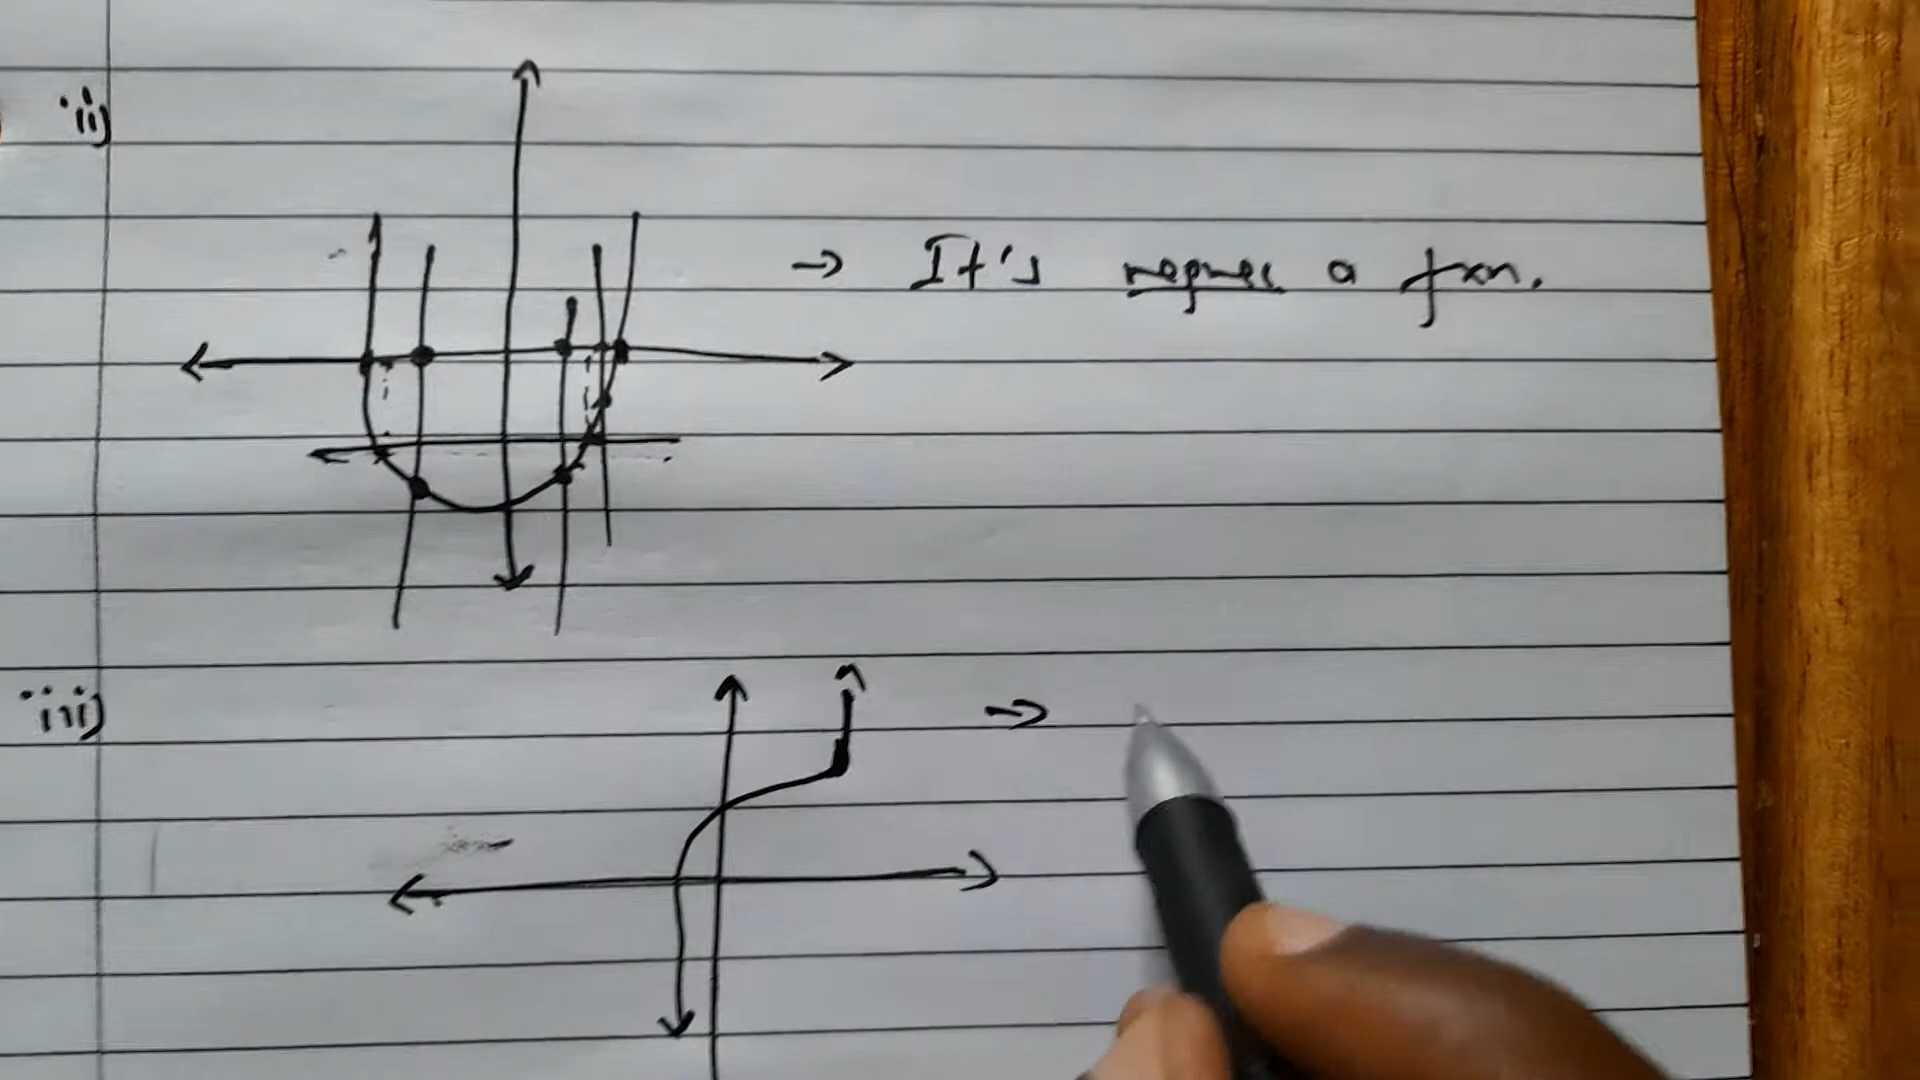 ii)
→ It's repres a fxn.
iii)
→